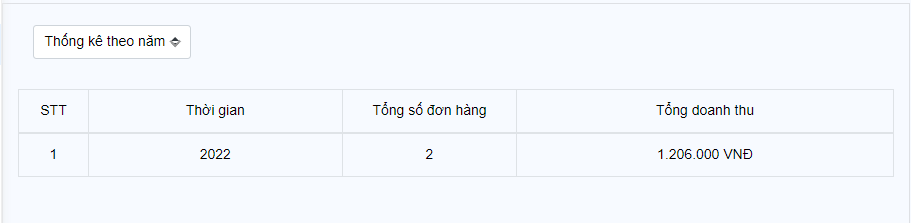 Thống kê theo năm
STT Thời gian Tổng số đơn hàng Tổng doanh thu
1 2022 2 1.206.000 VNĐ